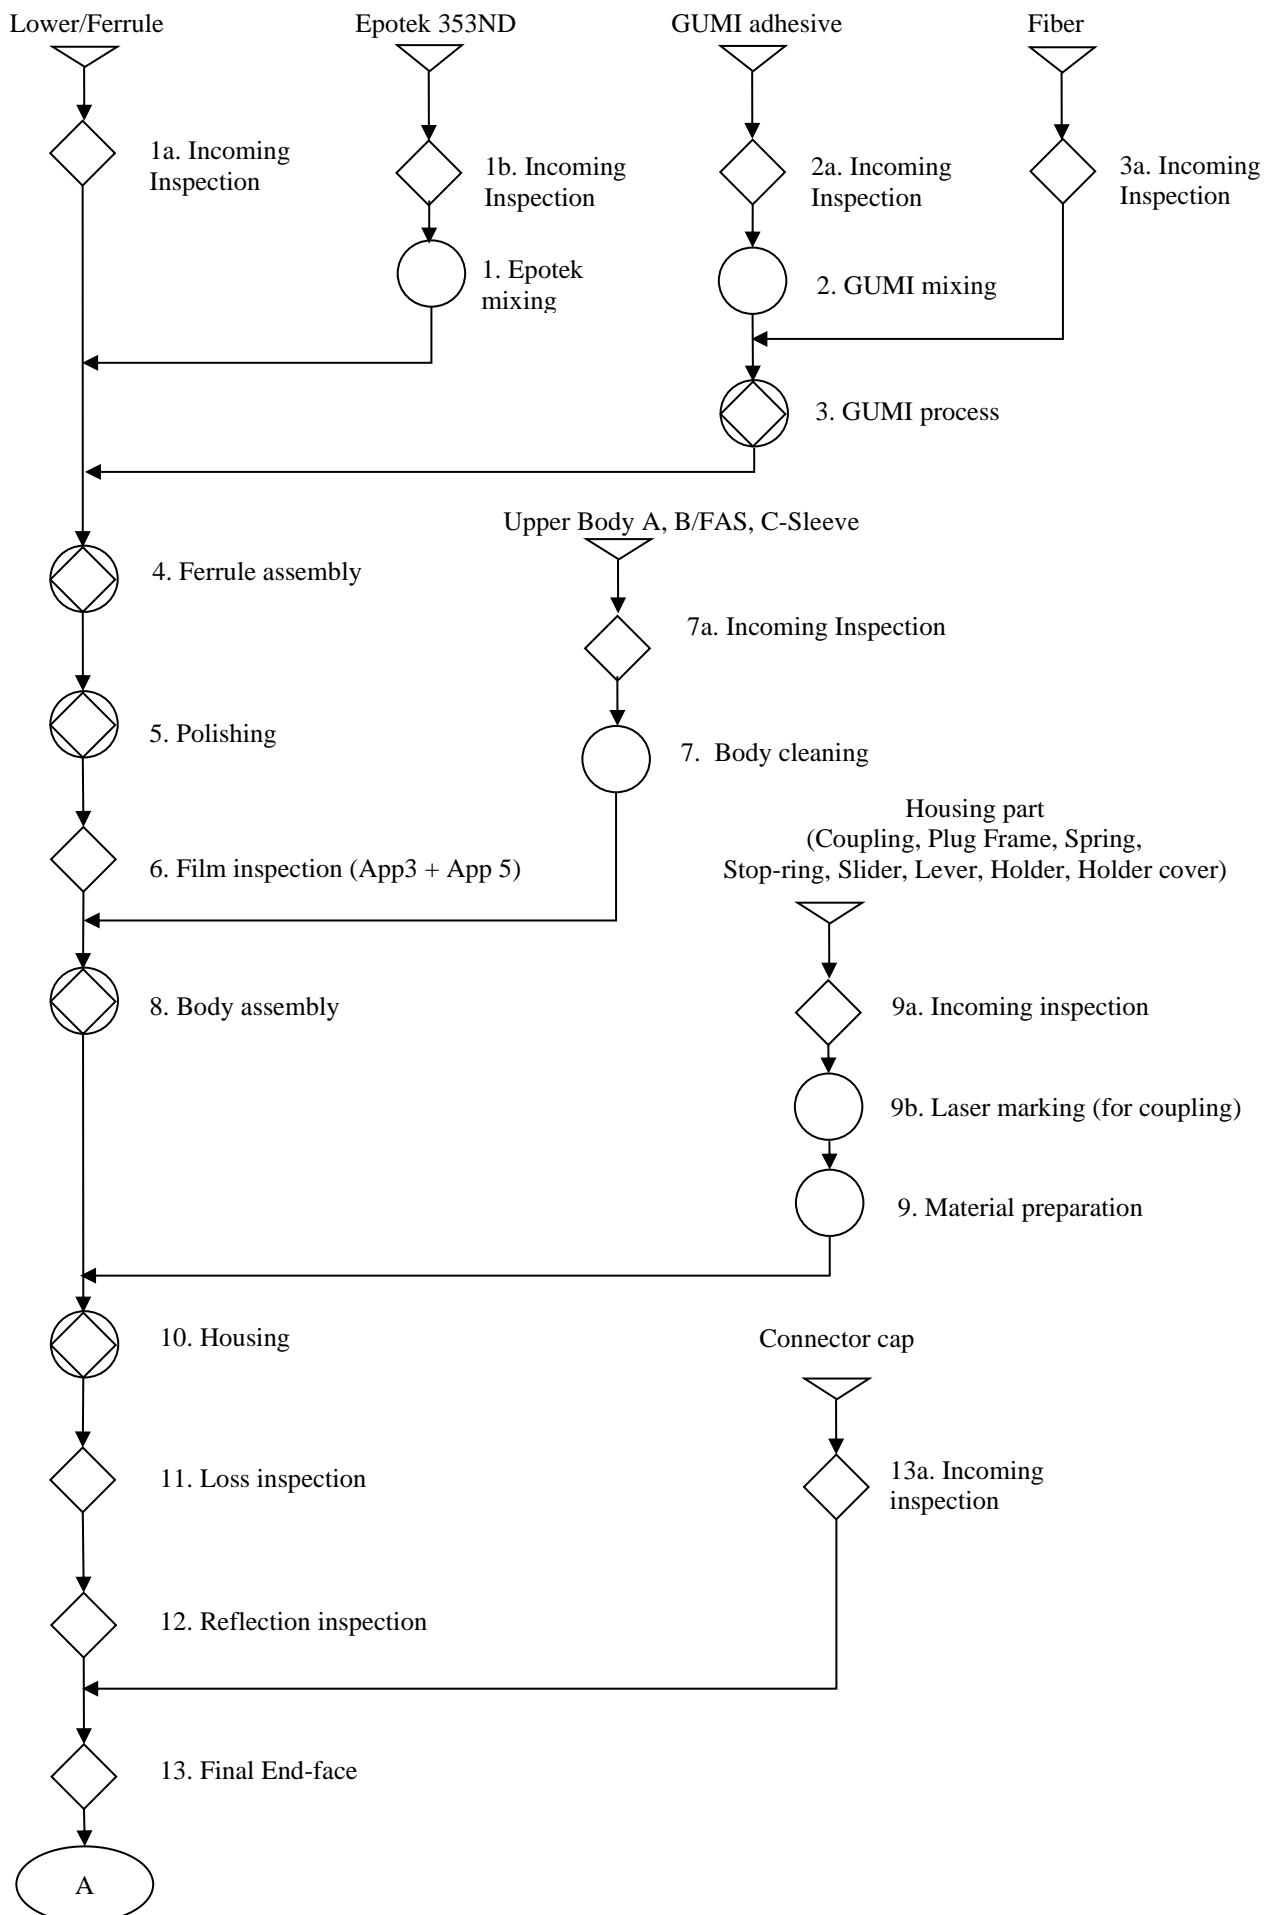 Lower/Ferrule
Epotek 353ND
GUMI adhesive
Fiber
1a. Incoming
Inspection
1b. Incoming
Inspection
2a. Incoming
Inspection
3a. Incoming
Inspection
1. Epotek
mixing
2. GUMI mixing
3. GUMI process
Upper Body A, B/FAS, C-Sleeve
4. Ferrule assembly
7a. Incoming Inspection
5. Polishing
7. Body cleaning
Housing part
(Coupling, Plug Frame, Spring,
Stop-ring, Slider, Lever, Holder, Holder cover)
6. Film inspection (App3 + App 5)
8. Body assembly
9a. Incoming inspection
9b. Laser marking (for coupling)
9. Material preparation
10. Housing
Connector cap
11. Loss inspection
13a. Incoming
inspection
12. Reflection inspection
13. Final End-face
A